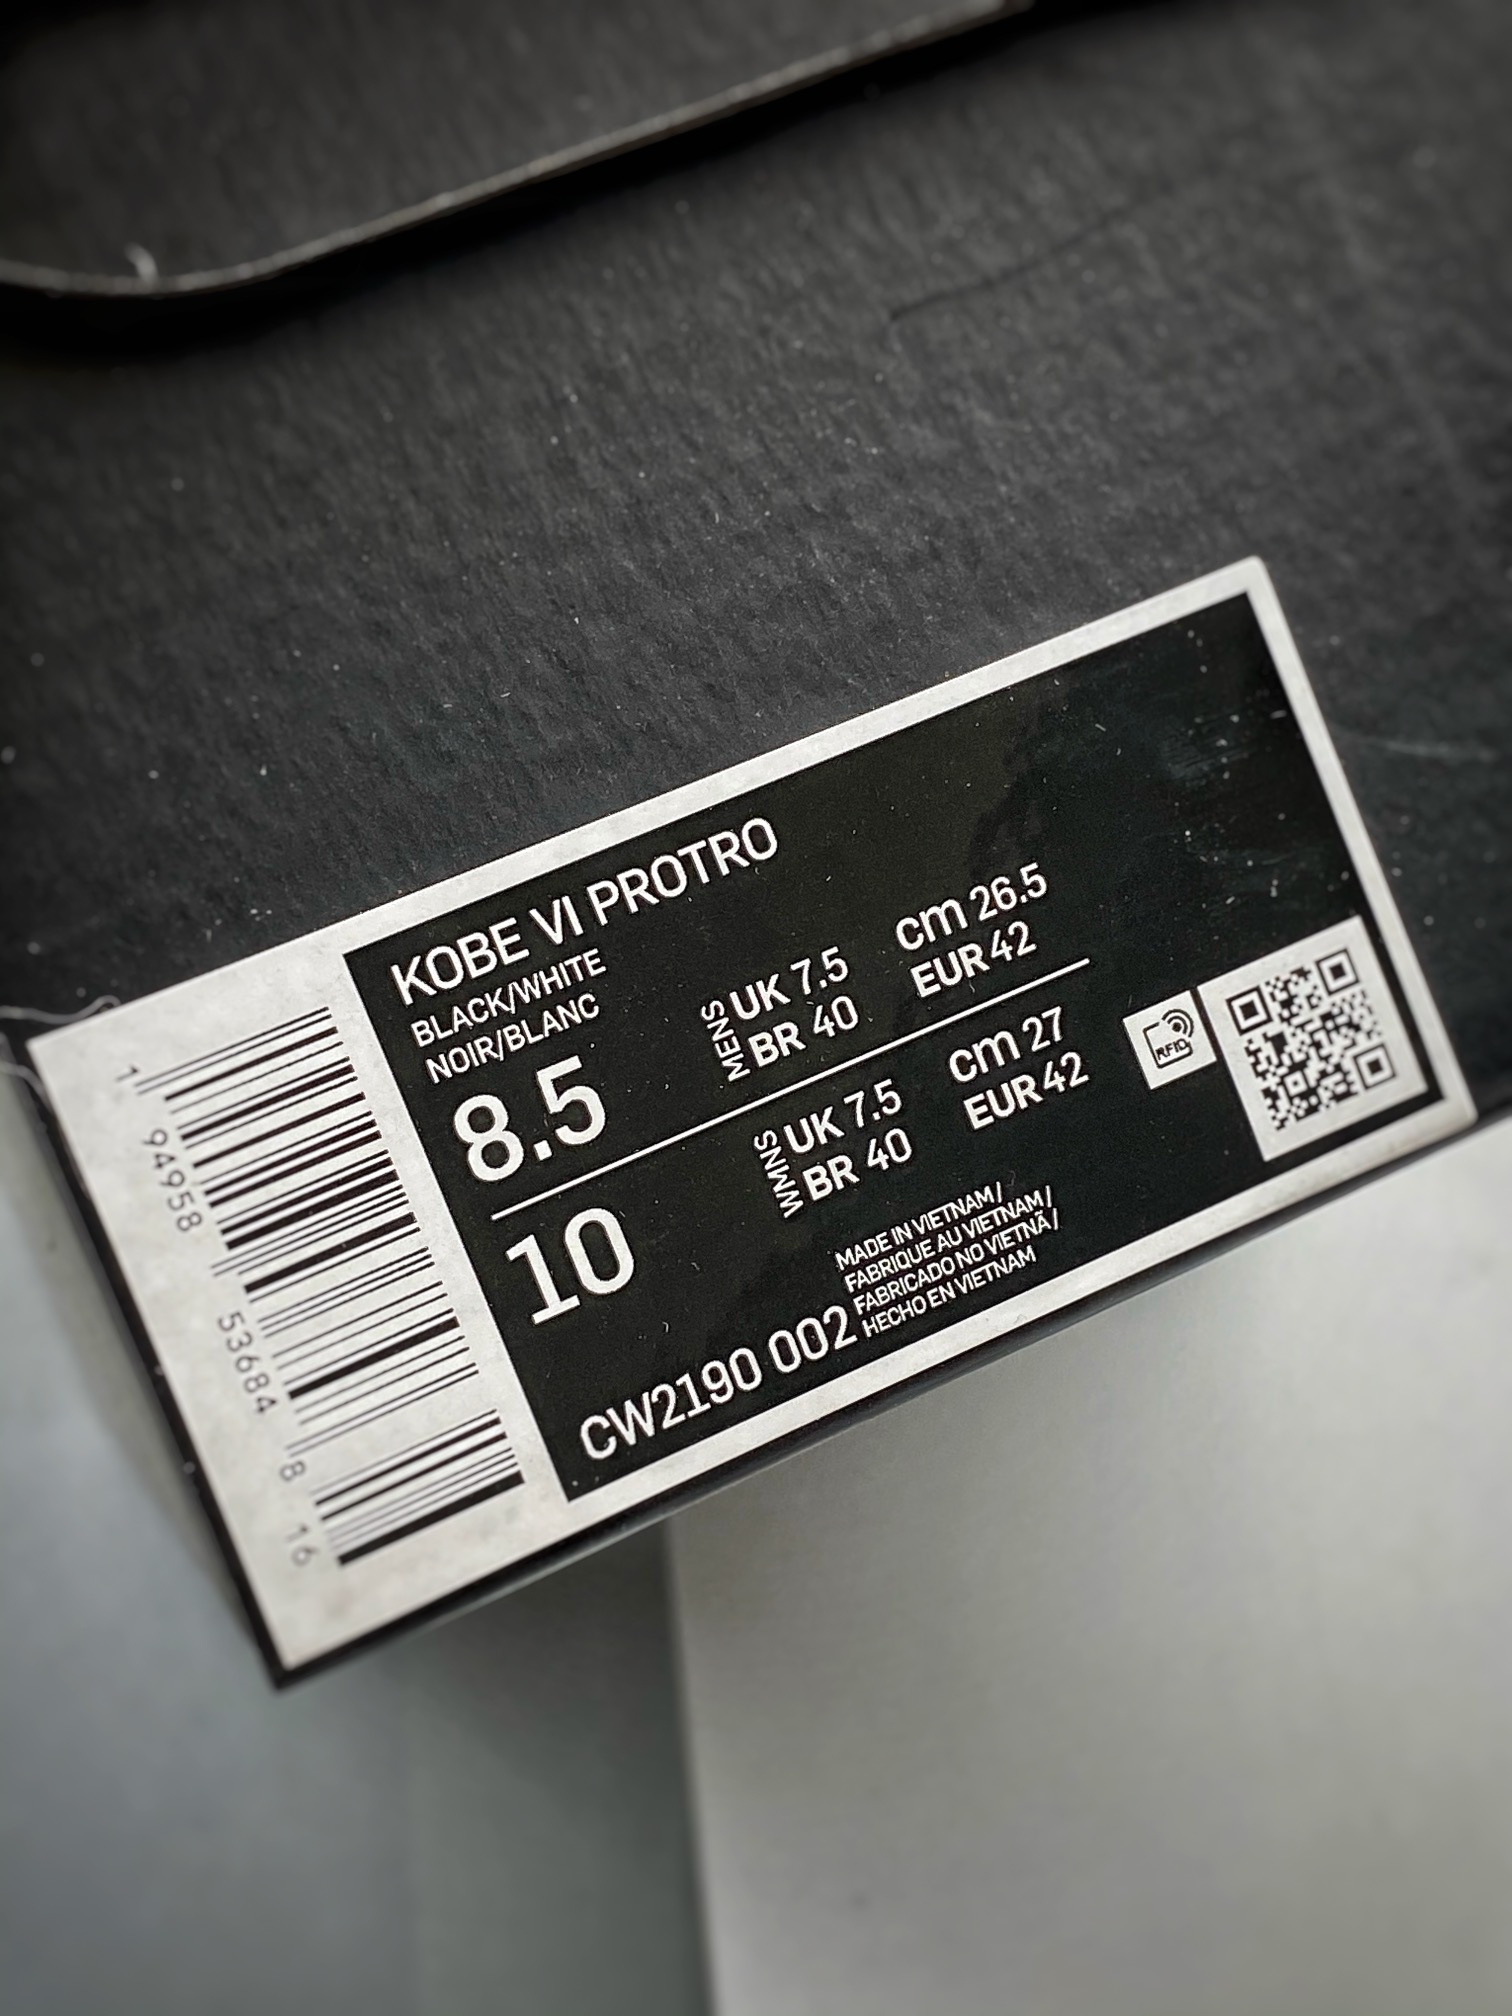 KOBE VI PROTRO
BLACK/WHITE
NOIR/BLANC
8.5
MENS
UK 7.5
BR 40
cm 26.5
EUR 42
10
WMNS
UK 7.5
BR 40
cm 27
EUR 42
RFID
CW2190 002
MADE IN VIETNAM /
FABRIQUE AU VIETNAM /
FABRICADO NO VIETNÃ /
HECHO EN VIETNAM
1 94958 53684 8 16